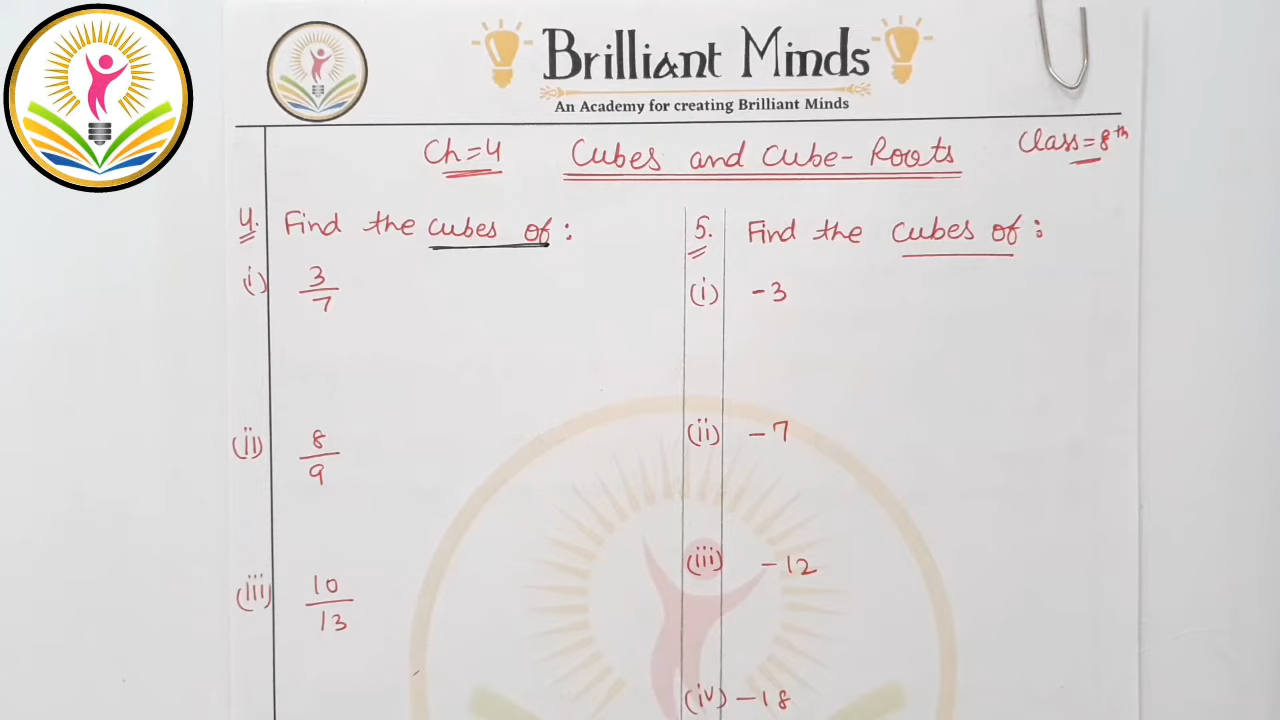 Brilliant Minds
An Academy for creating Brilliant Minds
Ch=4 Cubes and Cube-Roots Class=8th
4. Find the cubes of:
(i) 3/7
(ii) 8/9
(iii) 10/13
5. Find the cubes of:
(i) -3
(ii) -7
(iii) -12
(iv) -18